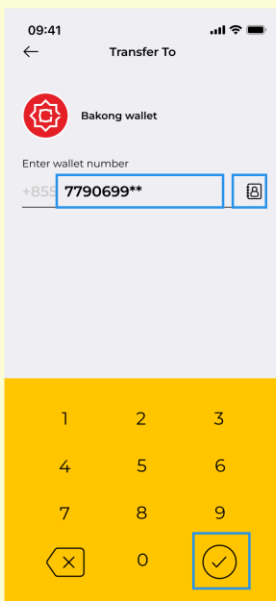 09:41
Transfer To
Bakong wallet
Enter wallet number
+855 7790699**
1 2 3
4 5 6
7 8 9
0